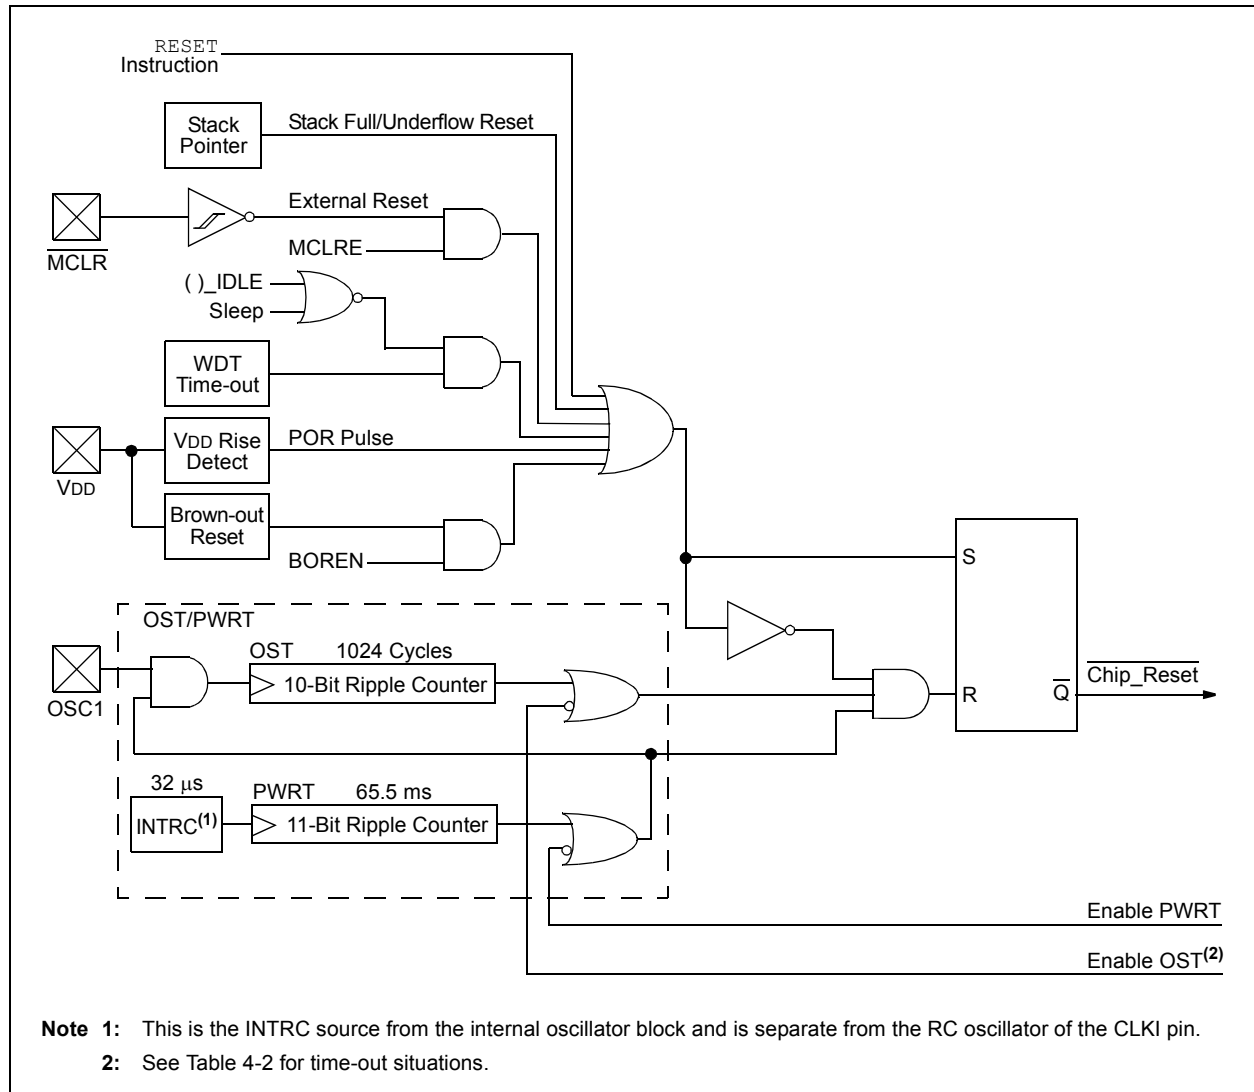 RESET
Instruction
Stack
Pointer
Stack Full/Underflow Reset
External Reset
MCLR
MCLRE
( )_IDLE
Sleep
WDT
Time-out
VDD Rise
Detect
POR Pulse
VDD
Brown-out
Reset
BOREN
S
OST/PWRT
OST 1024 Cycles
10-Bit Ripple Counter
OSC1
R
Q
Chip_Reset
32 μs
INTRC(1)
PWRT 65.5 ms
11-Bit Ripple Counter
Enable PWRT
Enable OST(2)
Note 1: This is the INTRC source from the internal oscillator block and is separate from the RC oscillator of the CLKI pin.
2: See Table 4-2 for time-out situations.